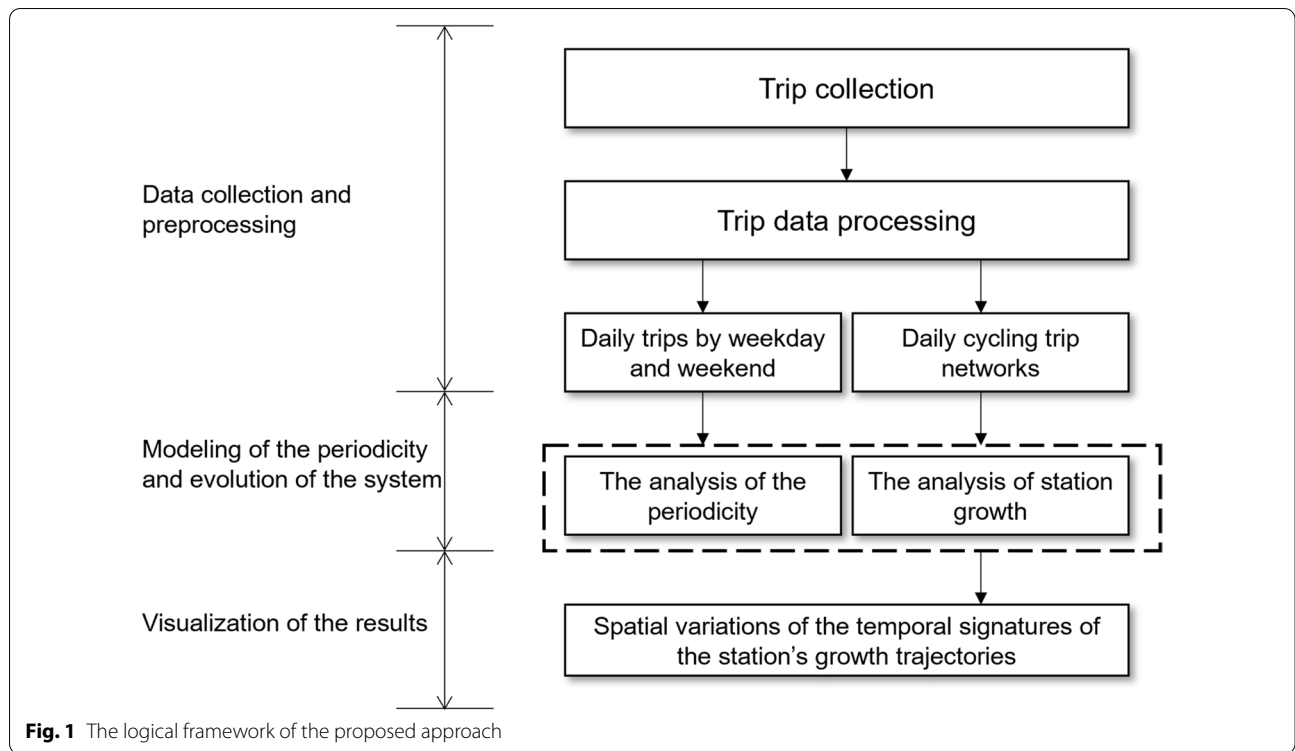 Trip collection
Data collection and
preprocessing
Trip data processing
Daily trips by weekday
and weekend
Daily cycling trip
networks
Modeling of the periodicity
and evolution of the system
The analysis of the
periodicity
The analysis of station
growth
Visualization of the results
Spatial variations of the temporal signatures of
the station's growth trajectories
Fig. 1 The logical framework of the proposed approach